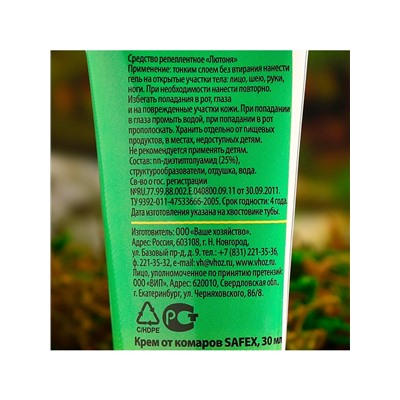 Средство репеллентное «Лютоня»
Применение: тонким слоем без втирания нанести
гель на открытые участки тела: лицо, шею, руки,
ноги. При необходимости нанести повторно.
Избегать попадания в рот, глаза
и на поврежденные участки кожи. При попадании
в глаза промыть водой, при попадании в рот
прополоскать. Хранить отдельно от пищевых
продуктов, в местах, недоступных детям.
Не рекомендуется применять детям.
Состав: nn-диэтилтолуамид (25%),
структурообразователи, отдушка, вода.
Св-во о гос. регистрации
№RU.77.99.88.002.Е.040800.09.11 от 30.09.2011.
ТУ 9392-011-47533666-2005. Срок годности: 4 года.
Дата изготовления указана на хвостовике тубы.
Изготовитель: ООО «Ваше хозяйство».
Адрес: Россия, 603108, г. Н. Новгород,
ул. Базовый пр-д, д. 9. тел.: +7 (831) 221-35-36,
ф. 221-35-32, e-mail: vh@vhoz.ru, www.vhoz.ru
Лицо, уполномоченное по принятию претензий:
ООО «ВИП». Адрес: 620010, Свердловская обл.,
г. Екатеринбург, ул. Черняховского, 86/8.
C/HDPE
Крем от комаров SAFEX, 30 мл